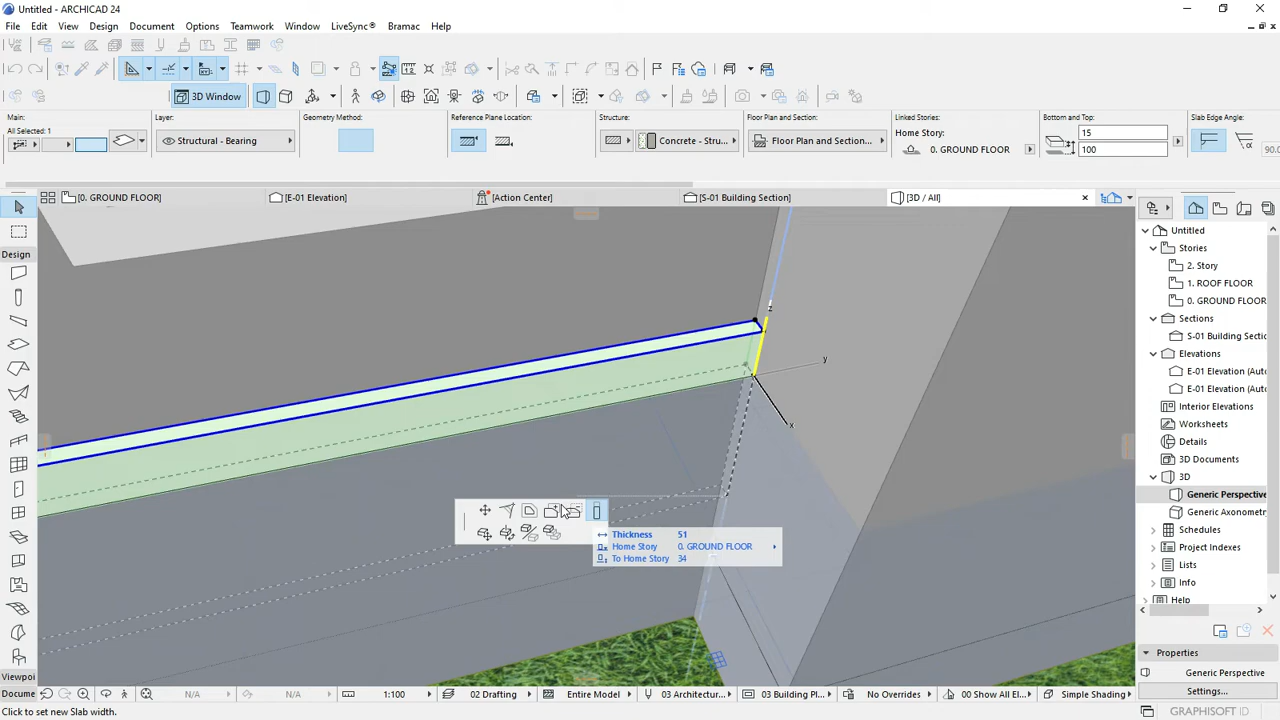 Untitled - ARCHICAD 24
File Edit View Design Document Options Teamwork Window LiveSync® Bramac Help
3D Window
Main:
All Selected: 1
Layer:
Structural - Bearing
Geometry Method:
Reference Plane Location:
Structure:
Concrete - Stru...
Floor Plan and Section:
Floor Plan and Section...
Linked Stories:
Home Story:
0. GROUND FLOOR
Bottom and Top:
15
100
Slab Edge Angle
90.0
[0. GROUND FLOOR] [E-01 Elevation] [Action Center] [S-01 Building Section] [3D / All]
Design
Viewpoi
Docume
z
y
x
Thickness 51
Home Story 0. GROUND FLOOR
To Home Story 34
Untitled
Stories
2. Story
1. ROOF FLOOR
0. GROUND FLOOR
Sections
S-01 Building Section
Elevations
E-01 Elevation (Auto
E-01 Elevation (Auto
Interior Elevations
Worksheets
Details
3D Documents
3D
Generic Perspective
Generic Axonometr
Schedules
Project Indexes
Lists
Info
Help
Properties
Generic Perspective
Settings...
N/A N/A 1:100 02 Drafting Entire Model 03 Architectur... 03 Building Pl... No Overrides 00 Show All El... Simple Shading
Click to set new Slab width.
GRAPHISOFT ID